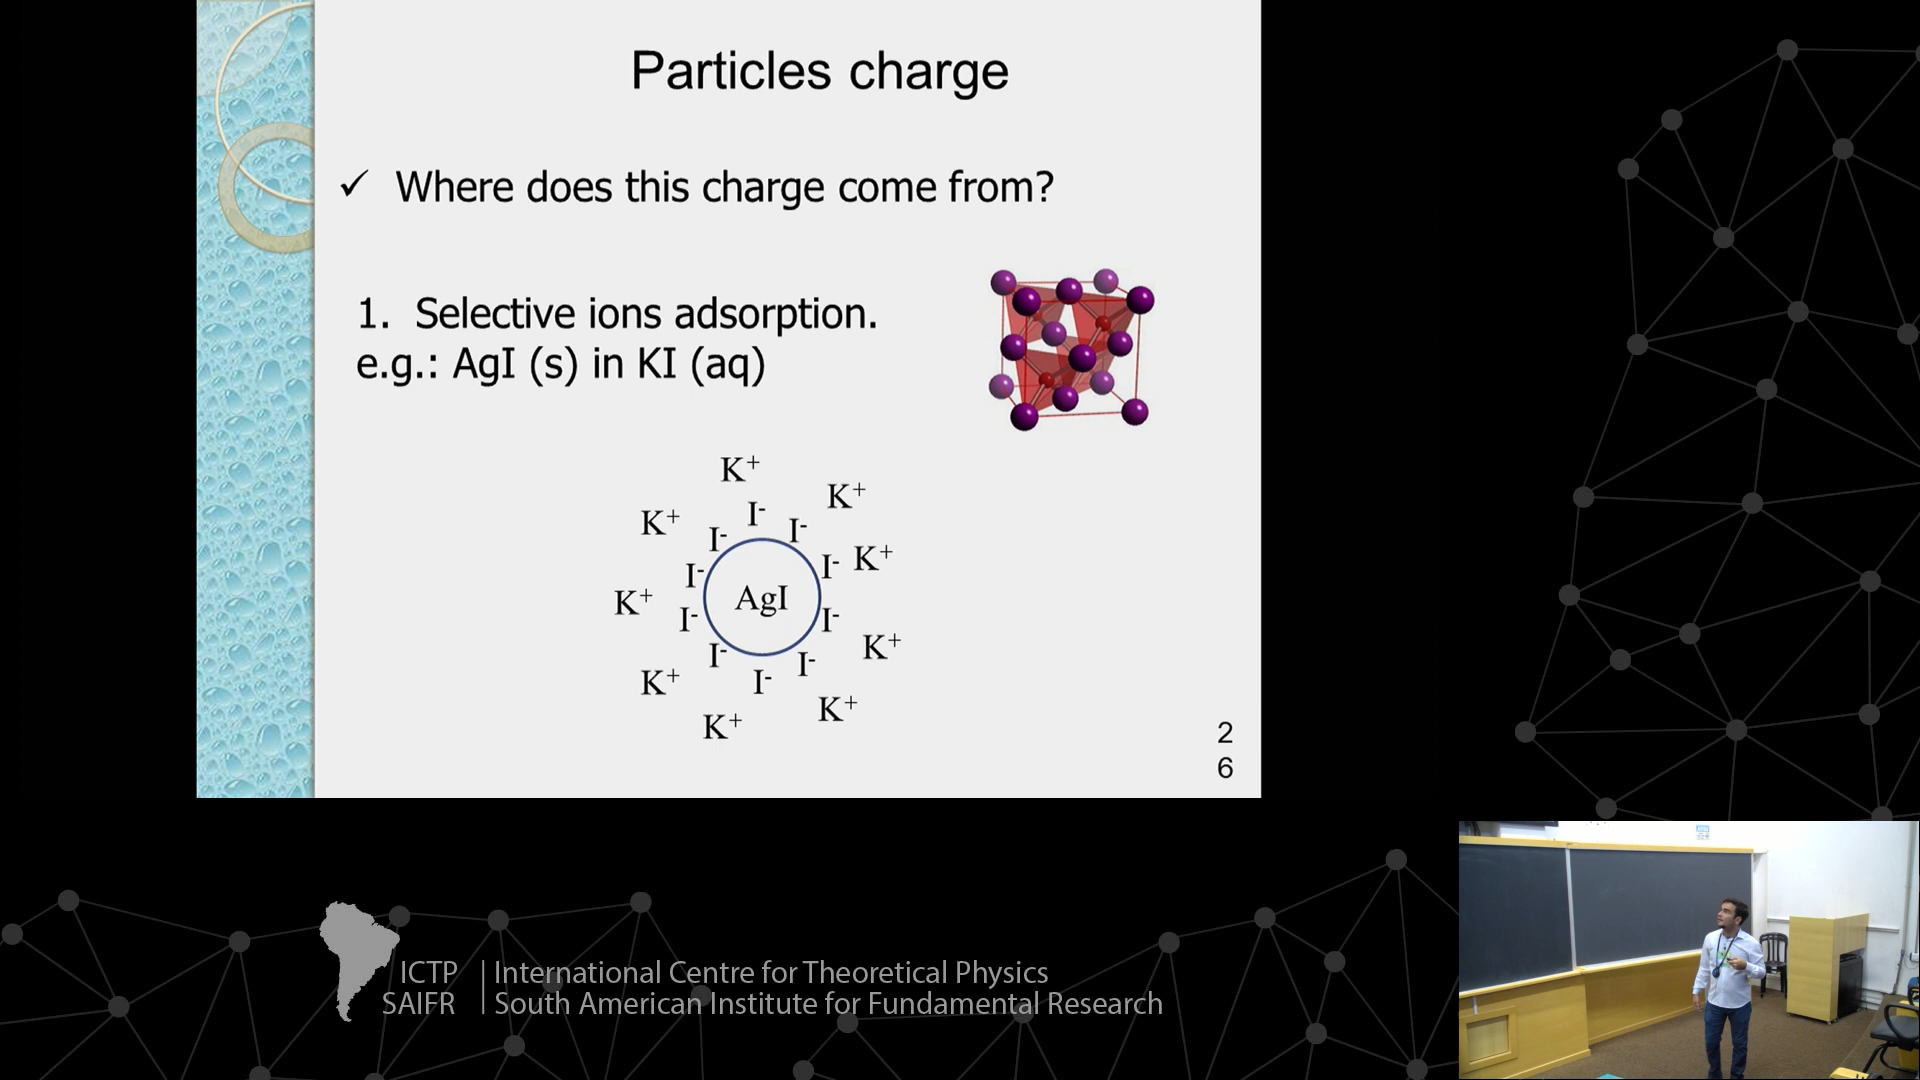 Particles charge
✓ Where does this charge come from?
1. Selective ions adsorption.
e.g.: AgI (s) in KI (aq)
K⁺
K⁺
K⁺
I⁻
I⁻
I⁻
I⁻
K⁺
I⁻
AgI
K⁺
I⁻
I⁻
K⁺
I⁻
I⁻
K⁺
I⁻
K⁺
K⁺
2
6
ICTP
SAIFR
International Centre for Theoretical Physics
South American Institute for Fundamental Research